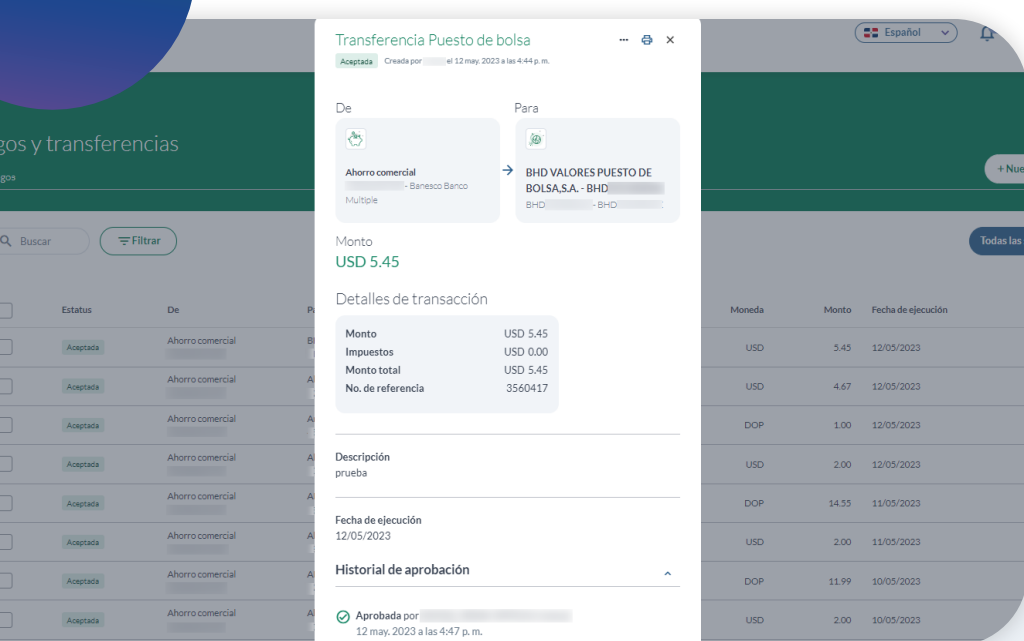 Transferencia Puesto de bolsa
Aceptada Creada por el 12 may. 2023 a las 4:44 p. m.
Español
De
Para
Ahorro comercial
- Banesco Banco
Multiple
BHD VALORES PUESTO DE
BOLSA,S.A. - BHD
BHD - BHD
Monto
USD 5.45
Detalles de transacción
Monto USD 5.45
Impuestos USD 0.00
Monto total USD 5.45
No. de referencia 3560417
Descripción
prueba
Fecha de ejecución
12/05/2023
Historial de aprobación
Aprobada por
12 may. 2023 a las 4:47 p. m.
gos y transferencias
gos
+ Nue
Buscar
Filtrar
Todas las
Estatus De Moneda Monto Fecha de ejecución
Aceptada Ahorro comercial USD 5.45 12/05/2023
Aceptada Ahorro comercial USD 4.67 12/05/2023
Aceptada Ahorro comercial DOP 1.00 12/05/2023
Aceptada Ahorro comercial USD 2.00 12/05/2023
Aceptada Ahorro comercial DOP 14.55 11/05/2023
Aceptada Ahorro comercial USD 2.00 11/05/2023
Aceptada Ahorro comercial DOP 11.99 10/05/2023
Aceptada Ahorro comercial USD 2.00 10/05/2023